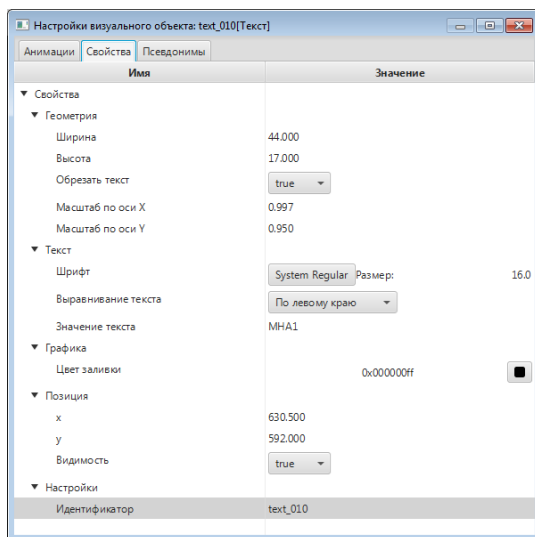 Настройки визуального объекта: text_010[Текст]
Анимации Свойства Псевдонимы
Имя Значение
Свойства
Геометрия
Ширина 44.000
Высота 17.000
Обрезать текст true
Масштаб по оси X 0.997
Масштаб по оси Y 0.950
Текст
Шрифт System Regular Размер: 16.0
Выравнивание текста По левому краю
Значение текста МНА1
Графика
Цвет заливки 0x000000ff
Позиция
x 630.500
y 592.000
Видимость true
Настройки
Идентификатор text_010